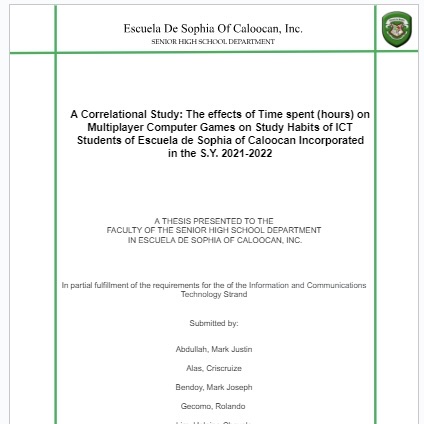 Escuela De Sophia Of Caloocan, Inc.
SENIOR HIGH SCHOOL DEPARTMENT
A Correlational Study: The effects of Time spent (hours) on
Multiplayer Computer Games on Study Habits of ICT
Students of Escuela de Sophia of Caloocan Incorporated
in the S.Y. 2021-2022
A THESIS PRESENTED TO THE
FACULTY OF THE SENIOR HIGH SCHOOL DEPARTMENT
IN ESCUELA DE SOPHIA OF CALOOCAN, INC.
In partial fulfillment of the requirements for the of the Information and Communications
Technology Strand
Submitted by:
Abdullah, Mark Justin
Alas, Criscruize
Bendoy, Mark Joseph
Gecomo, Rolando